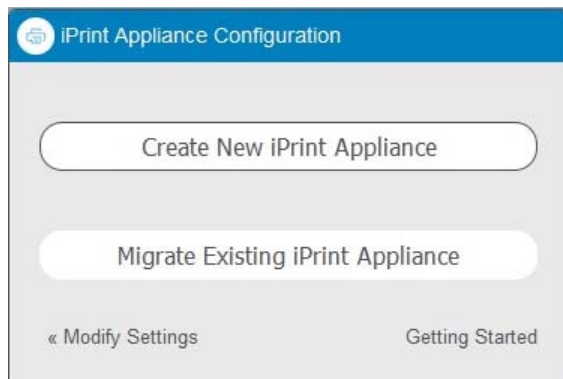 iPrint Appliance Configuration
Create New iPrint Appliance
Migrate Existing iPrint Appliance
« Modify Settings
Getting Started